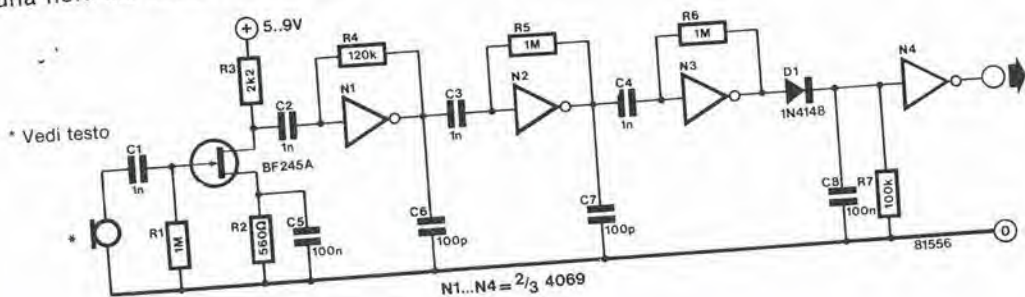 una non
5..9V
R3
2k2
R4
120k
R5
1M
R6
1M
* Vedi testo
C1
1n
C2
1n
N1
C3
1n
N2
C4
1n
N3
D1
1N4148
N4
BF245A
*
R1
1M
R2
560Ω
C5
100n
C6
100p
C7
100p
C8
100n
R7
100k
81556
0
N1...N4 = 2/3 4069